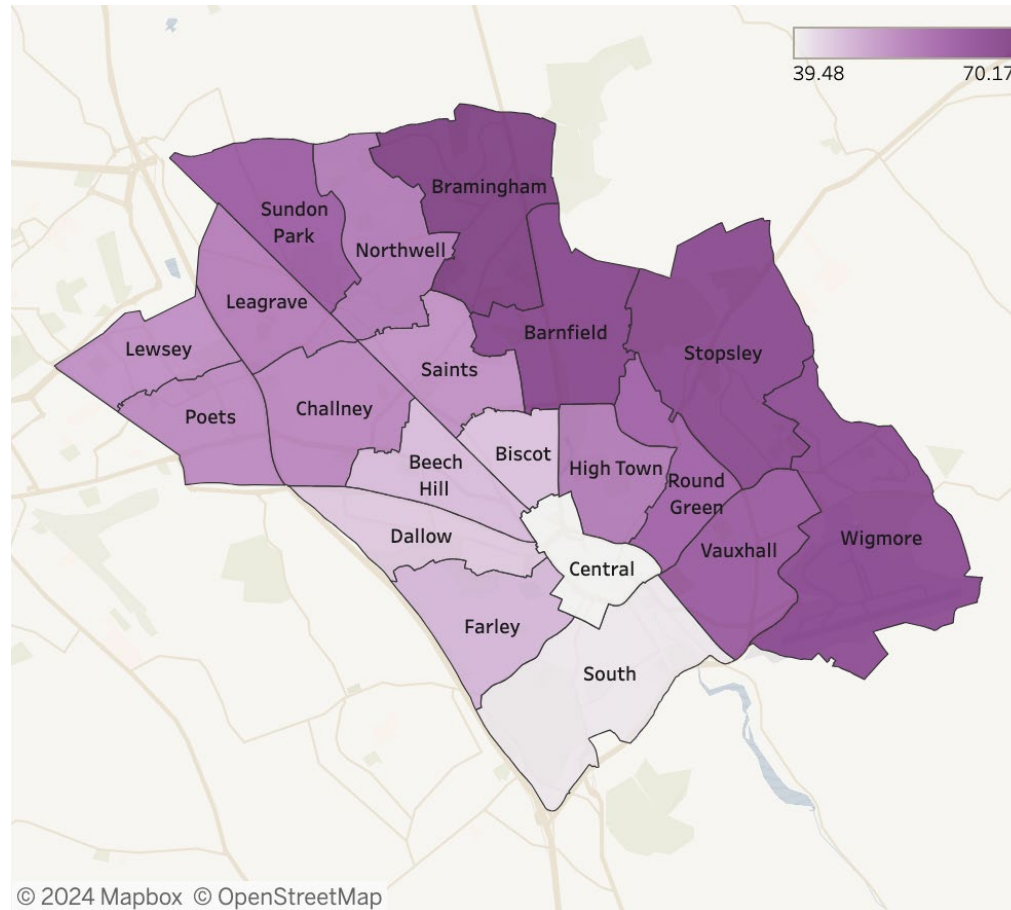 39.48
70.17
Bramingham
Sundon
Park
Northwell
Leagrave
Barnfield
Lewsey
Stopsley
Saints
Poets
Challney
Biscot
Beech
Hill
High Town
Round
Green
Dallow
Wigmore
Vauxhall
Central
Farley
South
© 2024 Mapbox © OpenStreetMap